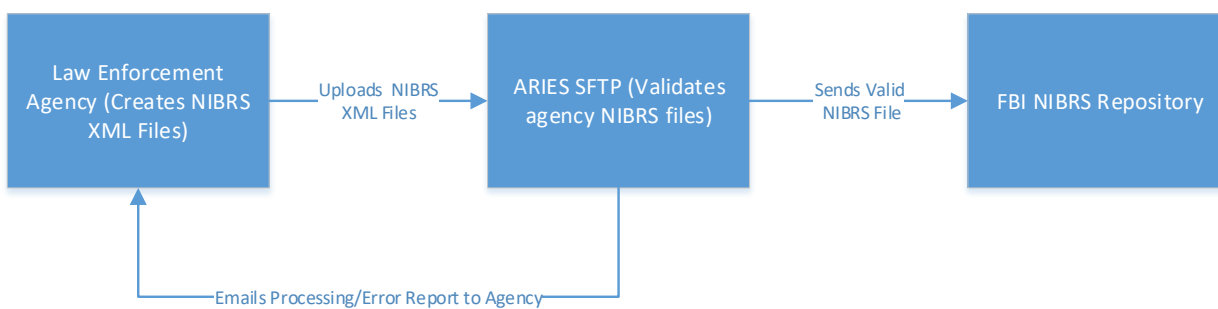 Law Enforcement
Agency (Creates NIBRS
XML Files)
Uploads NIBRS
XML Files
ARIES SFTP (Validates
agency NIBRS files)
Sends Valid
NIBRS File
FBI NIBRS Repository
Emails Processing/Error Report to Agency